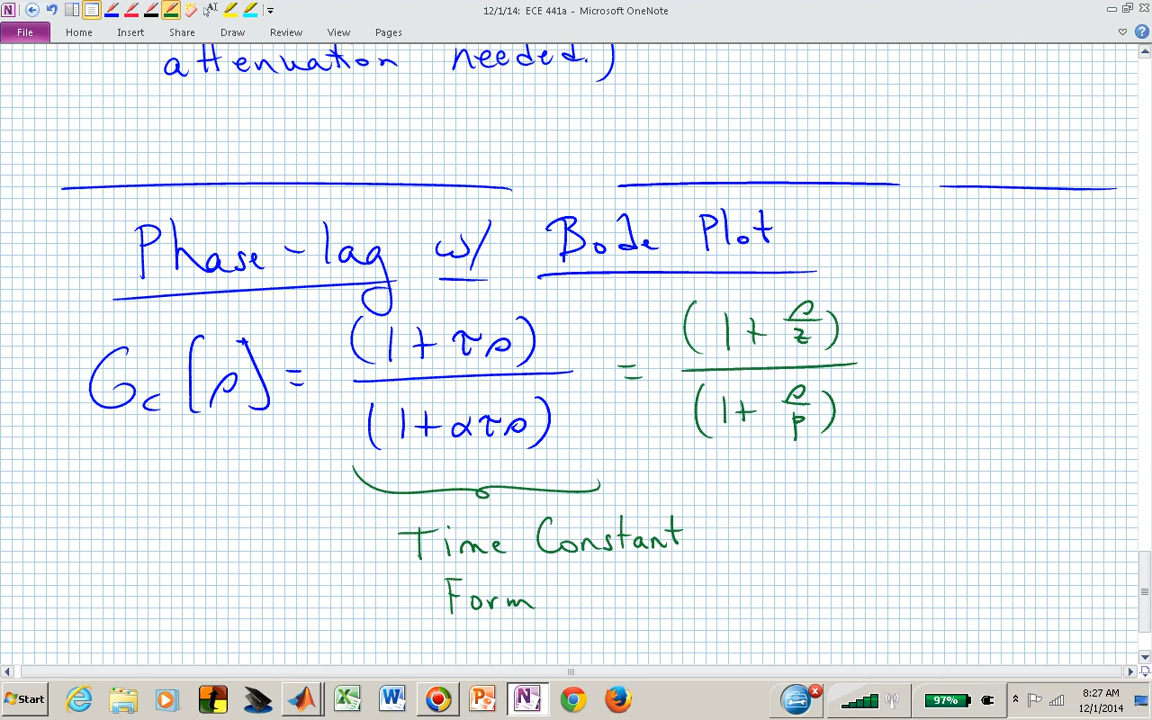 12/1/14: ECE 441a - Microsoft OneNote
File Home Insert Share Draw Review View Pages
attenuation needed.)
Phase-lag w/ Bode Plot
Gc[s] = (1 + τs) / (1 + ατs) = (1 + s/z) / (1 + s/p)
Time Constant
Form
Start
97%
8:27 AM
12/1/2014